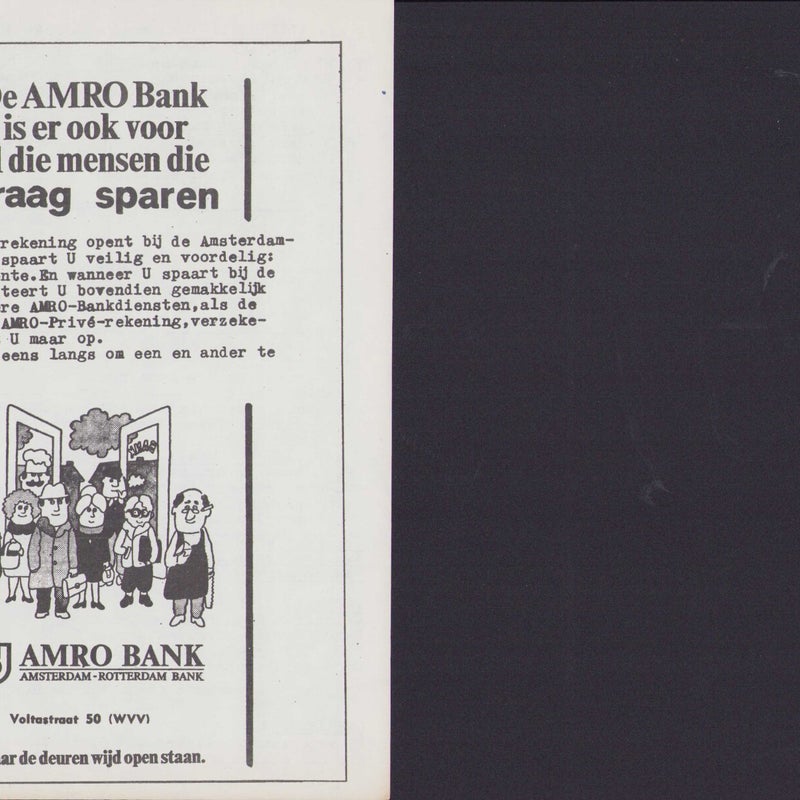 De AMRO Bank
is er ook voor
die mensen die
graag sparen
rekening opent bij de Amsterdam-
spaart U veilig en voordelig:
nte.En wanneer U spaart bij de
teert U bovendien gemakkelijk
re AMRO-Bankdiensten,als de
AMRO-Privé-rekening,verzeke-
U maar op.
eens langs om een en ander te
AMRO BANK
AMSTERDAM-ROTTERDAM BANK
Voltastraat 50 (WVV)
ar de deuren wijd open staan.